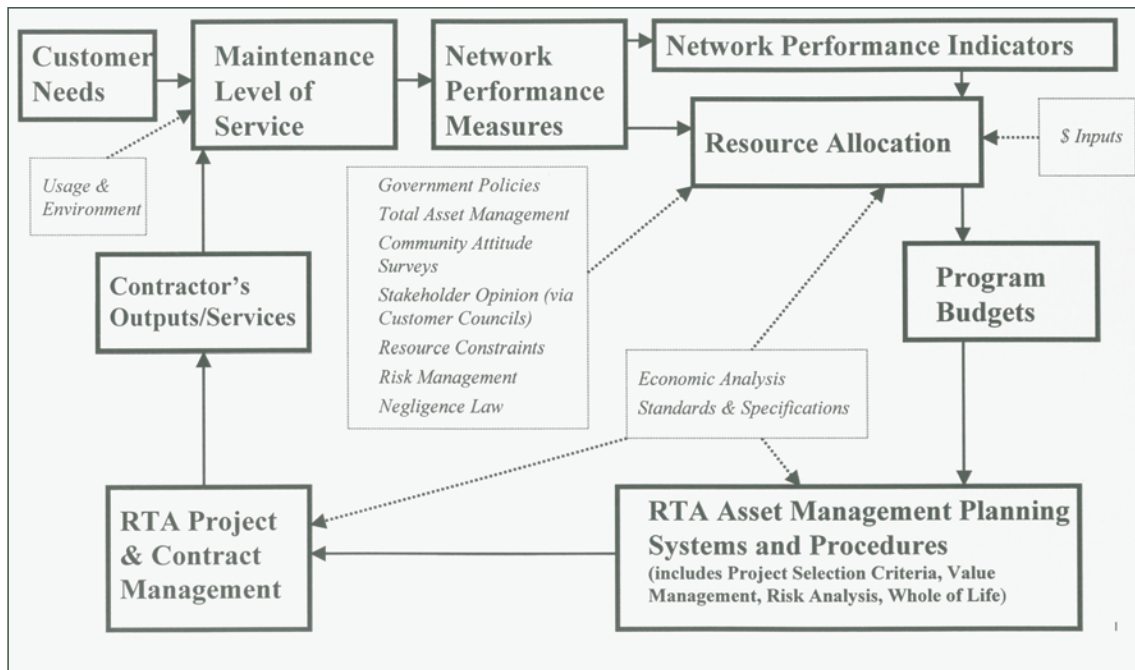 Customer
Needs
Maintenance
Level of
Service
Network
Performance
Measures
Network Performance Indicators
Resource Allocation
$ Inputs
Usage &
Environment
Government Policies
Total Asset Management
Community Attitude
Surveys
Stakeholder Opinion (via
Customer Councils)
Resource Constraints
Risk Management
Negligence Law
Contractor's
Outputs/Services
Program
Budgets
Economic Analysis
Standards & Specifications
RTA Project
& Contract
Management
RTA Asset Management Planning
Systems and Procedures
(includes Project Selection Criteria, Value
Management, Risk Analysis, Whole of Life)
1